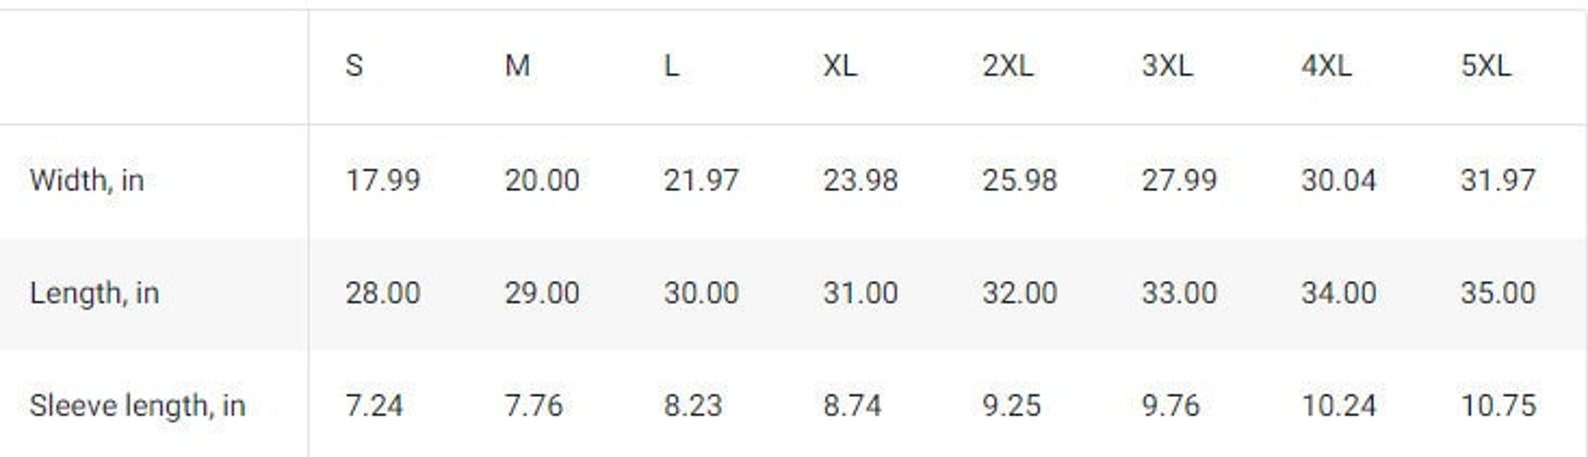 S M L XL 2XL 3XL 4XL 5XL
Width, in 17.99 20.00 21.97 23.98 25.98 27.99 30.04 31.97
Length, in 28.00 29.00 30.00 31.00 32.00 33.00 34.00 35.00
Sleeve length, in 7.24 7.76 8.23 8.74 9.25 9.76 10.24 10.75